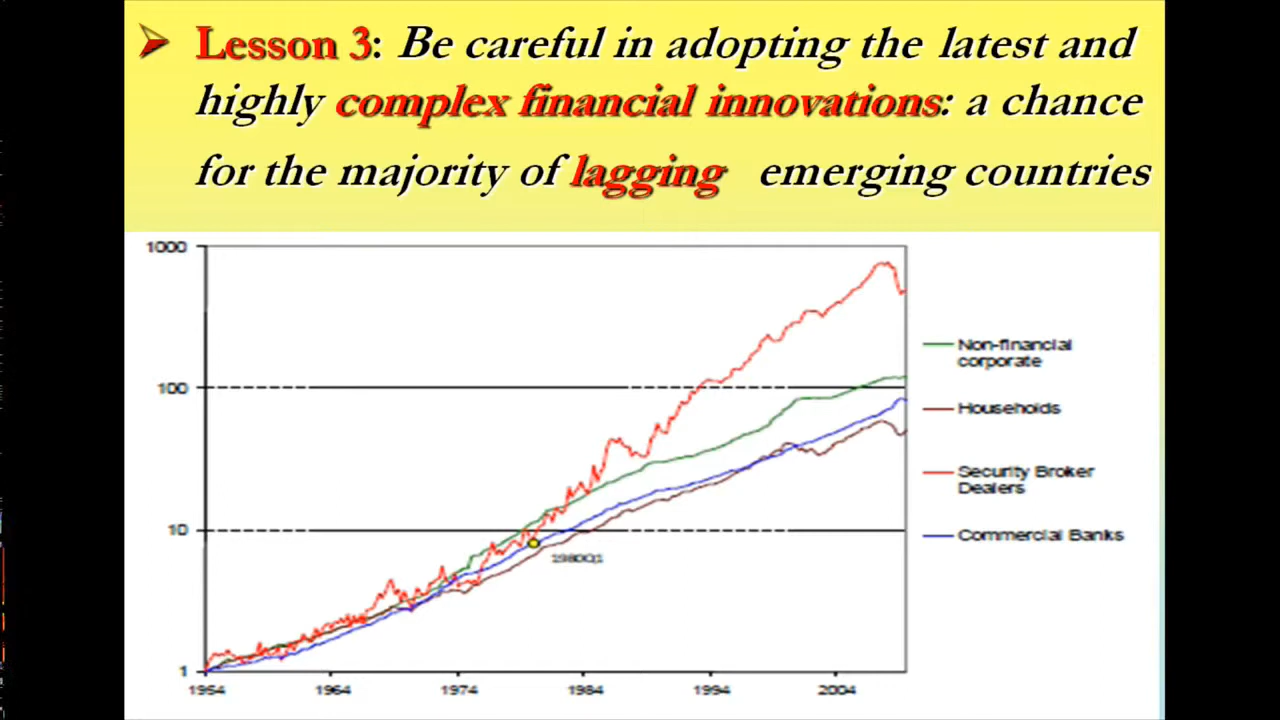 Lesson 3: Be careful in adopting the latest and
highly complex financial innovations: a chance
for the majority of lagging emerging countries
1000
100
10
1
1954
1964
1974
1984
1994
2004
1980Q1
Non-financial
corporate
Households
Security Broker
Dealers
Commercial Banks